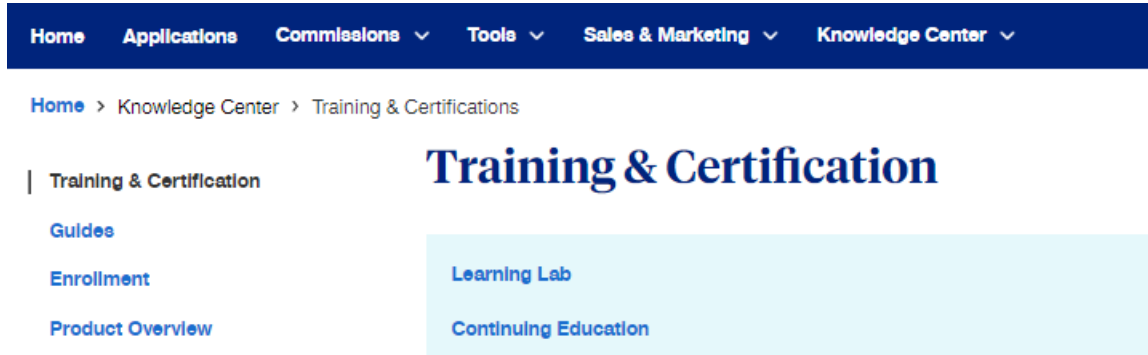 Home Applications Commissions Tools Sales & Marketing Knowledge Center
Home > Knowledge Center > Training & Certifications
Training & Certification
Training & Certification
Guides
Enrollment
Product Overview
Learning Lab
Continuing Education